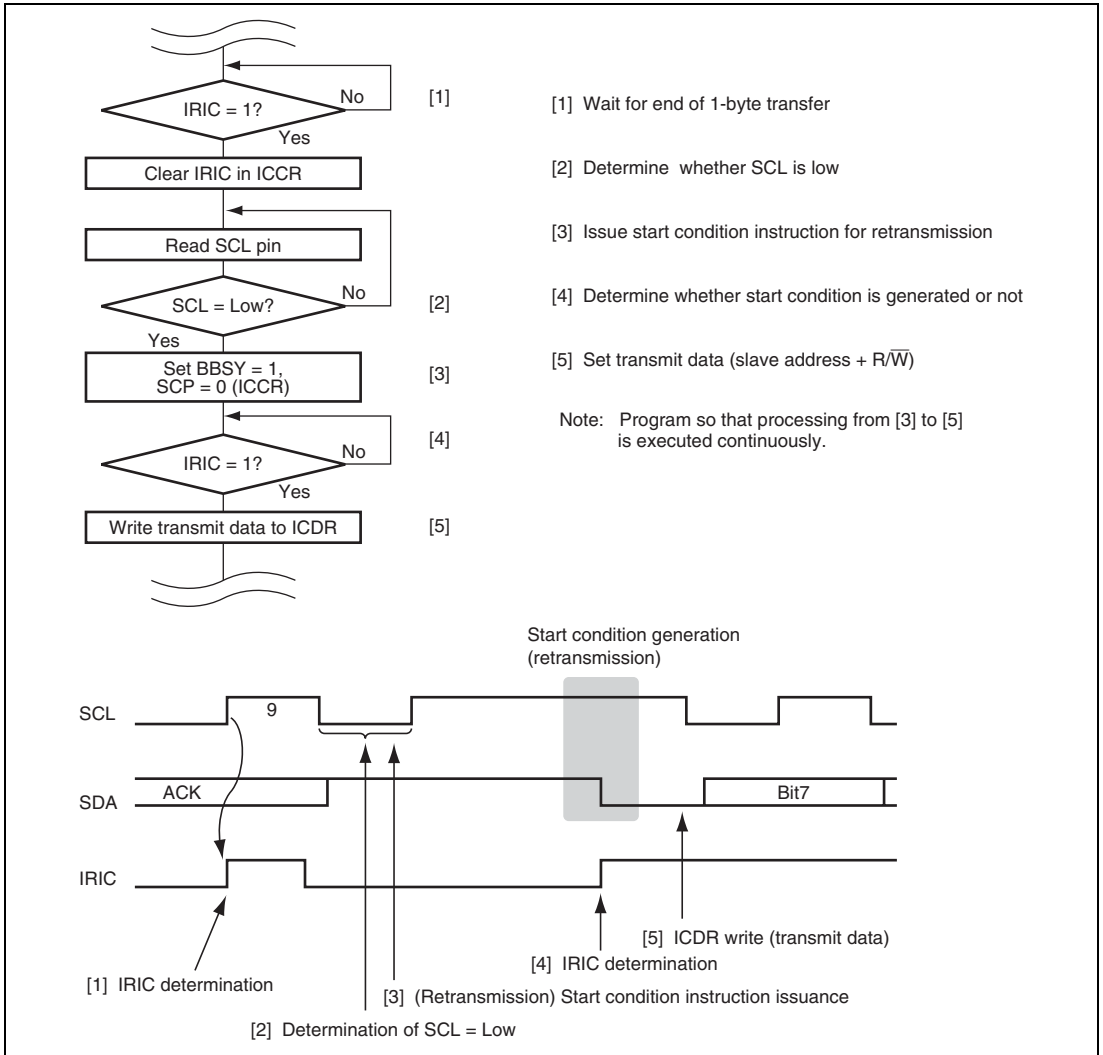 IRIC = 1?
No
Yes
[1]
Clear IRIC in ICCR
Read SCL pin
SCL = Low?
No
Yes
[2]
Set BBSY = 1,
SCP = 0 (ICCR)
[3]
IRIC = 1?
No
Yes
[4]
Write transmit data to ICDR
[5]
[1] Wait for end of 1-byte transfer
[2] Determine whether SCL is low
[3] Issue start condition instruction for retransmission
[4] Determine whether start condition is generated or not
[5] Set transmit data (slave address + R/W̅)
Note: Program so that processing from [3] to [5]
is executed continuously.
Start condition generation
(retransmission)
SCL
9
SDA
ACK
Bit7
IRIC
[5] ICDR write (transmit data)
[4] IRIC determination
[1] IRIC determination
[3] (Retransmission) Start condition instruction issuance
[2] Determination of SCL = Low